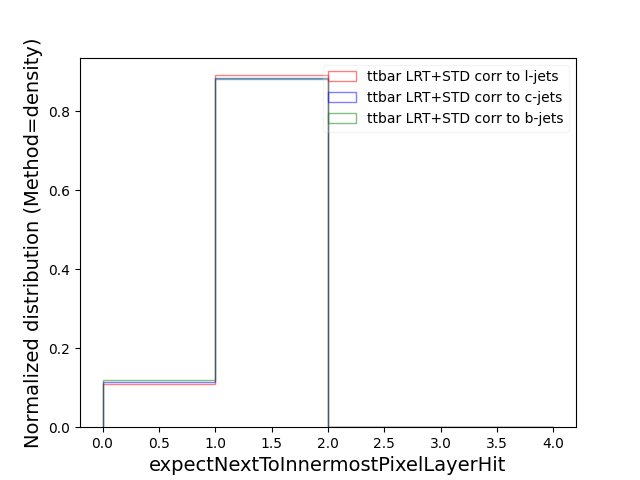 ttbar LRT+STD corr to l-jets
ttbar LRT+STD corr to c-jets
ttbar LRT+STD corr to b-jets
Normalized distribution (Method=density)
0.8
0.6
0.4
0.2
0.0
0.0 0.5 1.0 1.5 2.0 2.5 3.0 3.5 4.0
expectNextToInnermostPixelLayerHit